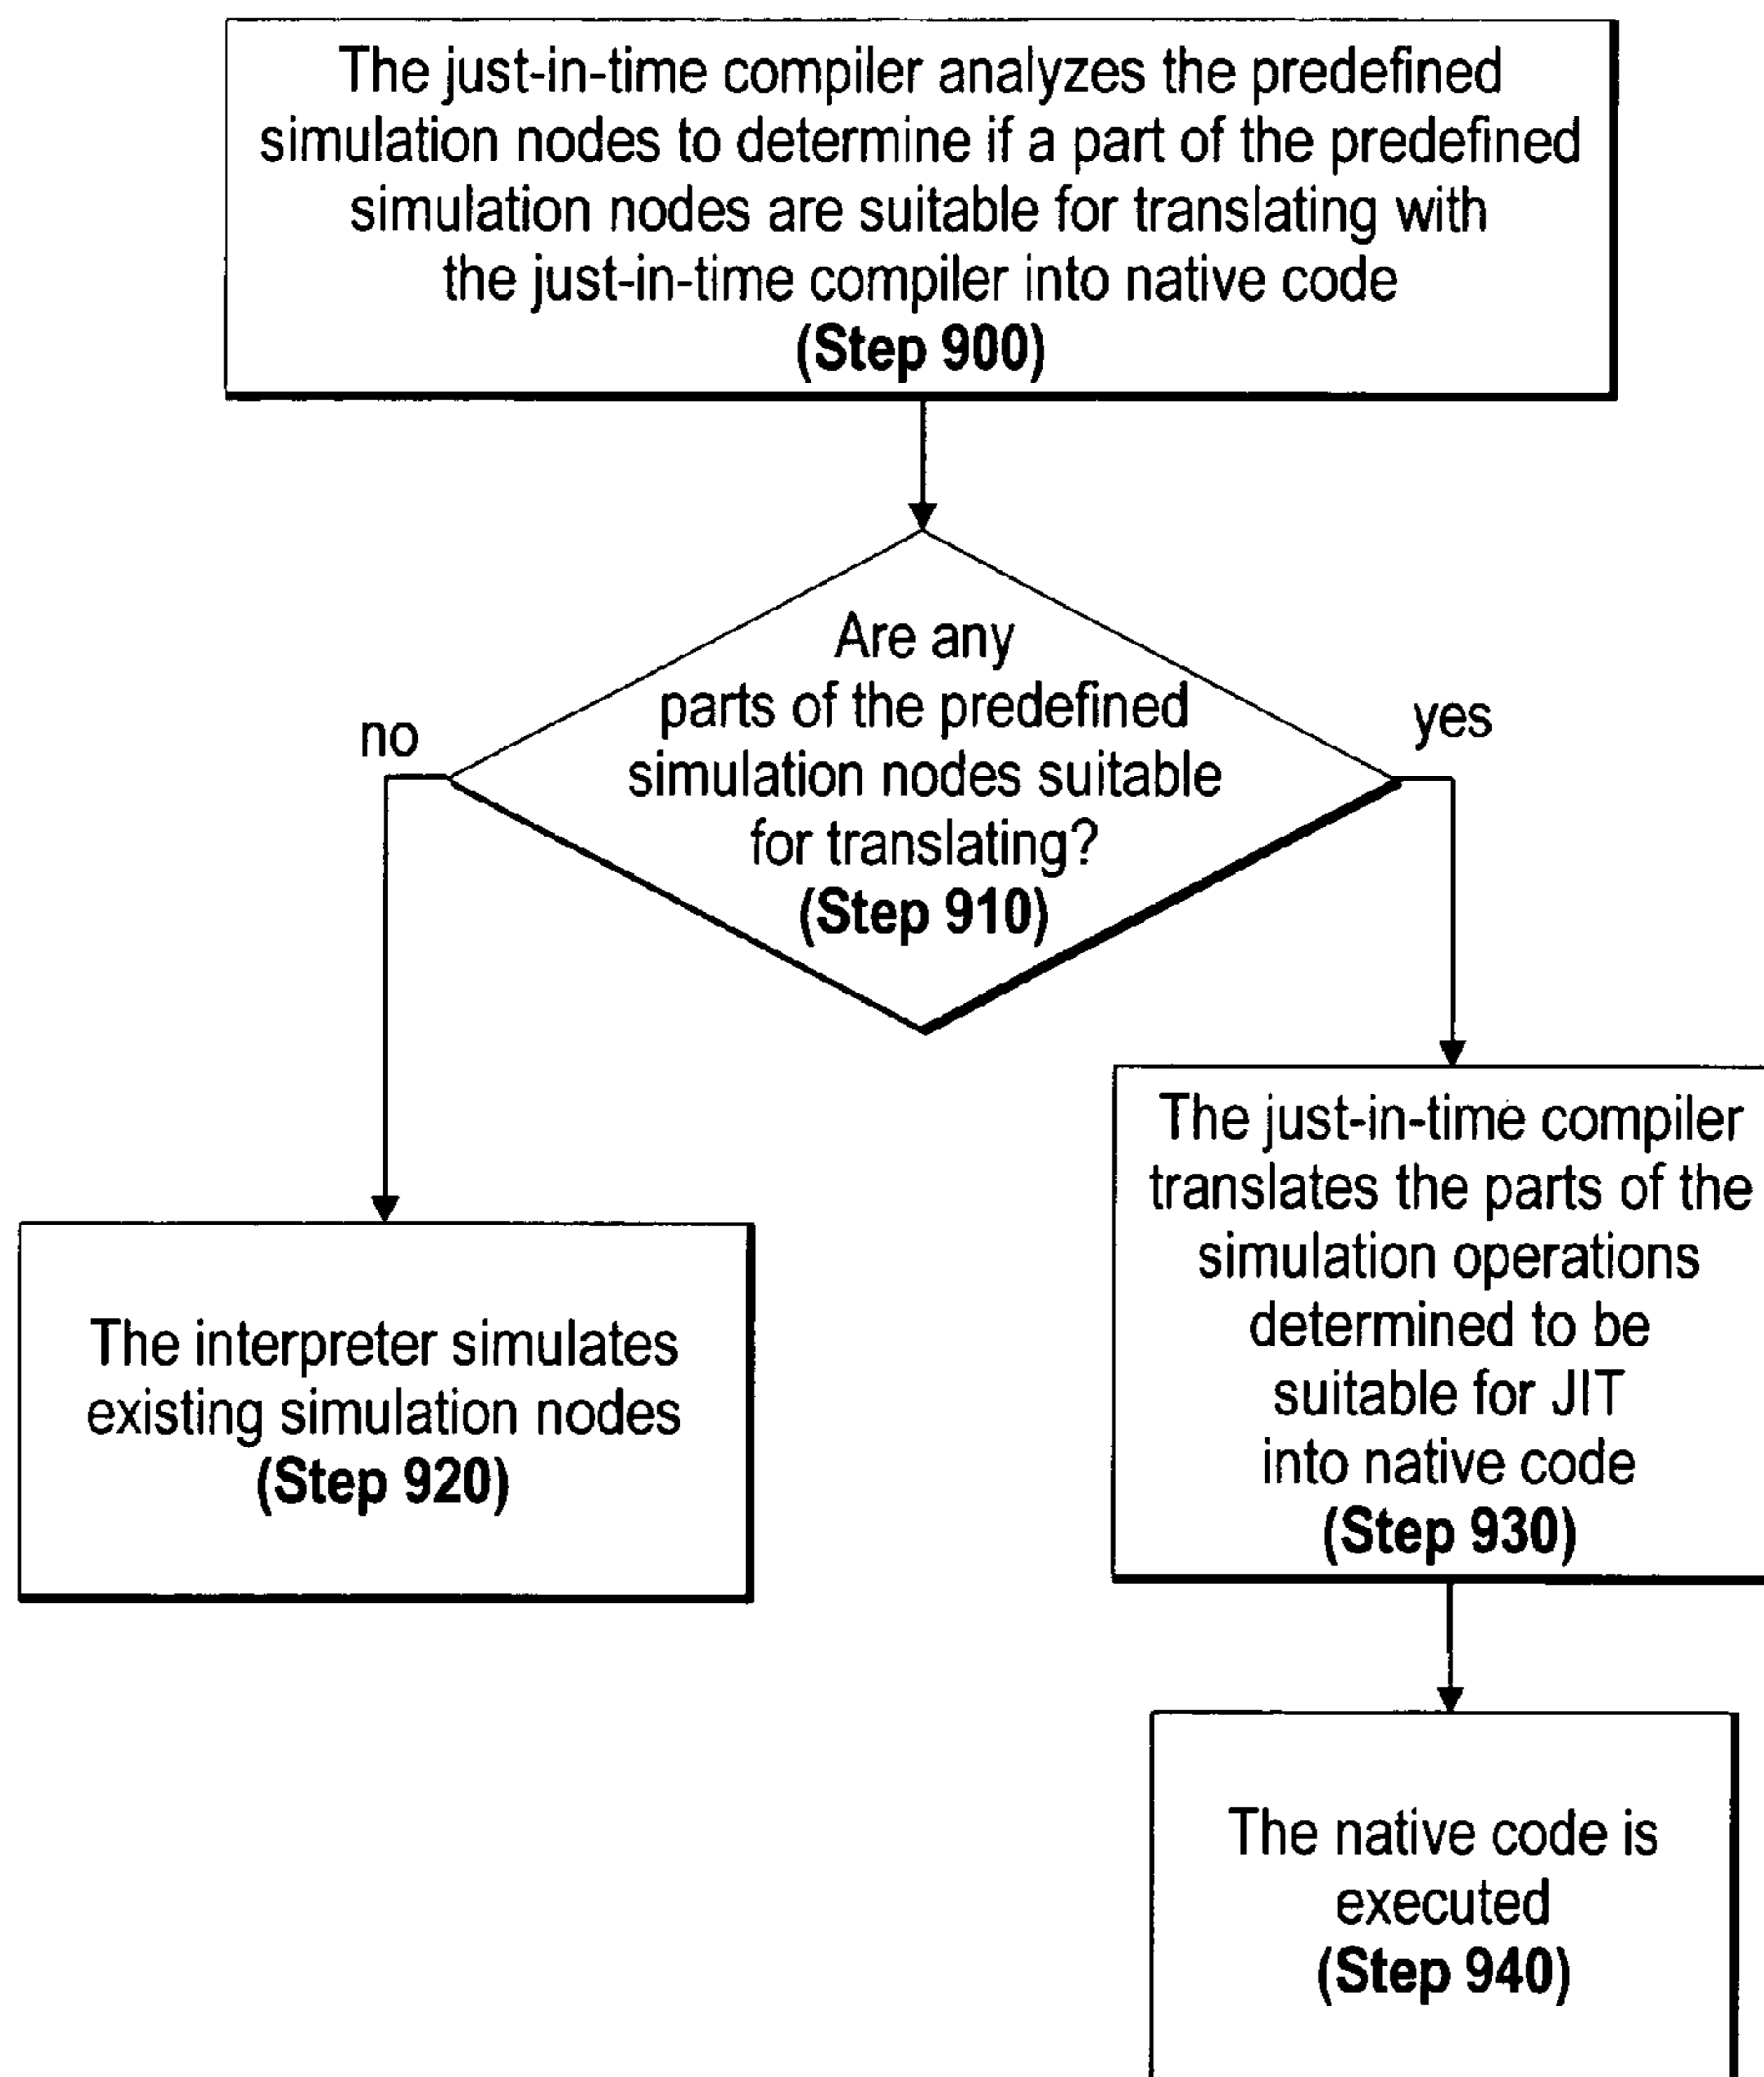 The just-in-time compiler analyzes the predefined
simulation nodes to determine if a part of the predefined
simulation nodes are suitable for translating with
the just-in-time compiler into native code
(Step 900)
Are any
parts of the predefined
simulation nodes suitable
for translating?
(Step 910)
no
yes
The interpreter simulates
existing simulation nodes
(Step 920)
The just-in-time compiler
translates the parts of the
simulation operations
determined to be
suitable for JIT
into native code
(Step 930)
The native code is
executed
(Step 940)